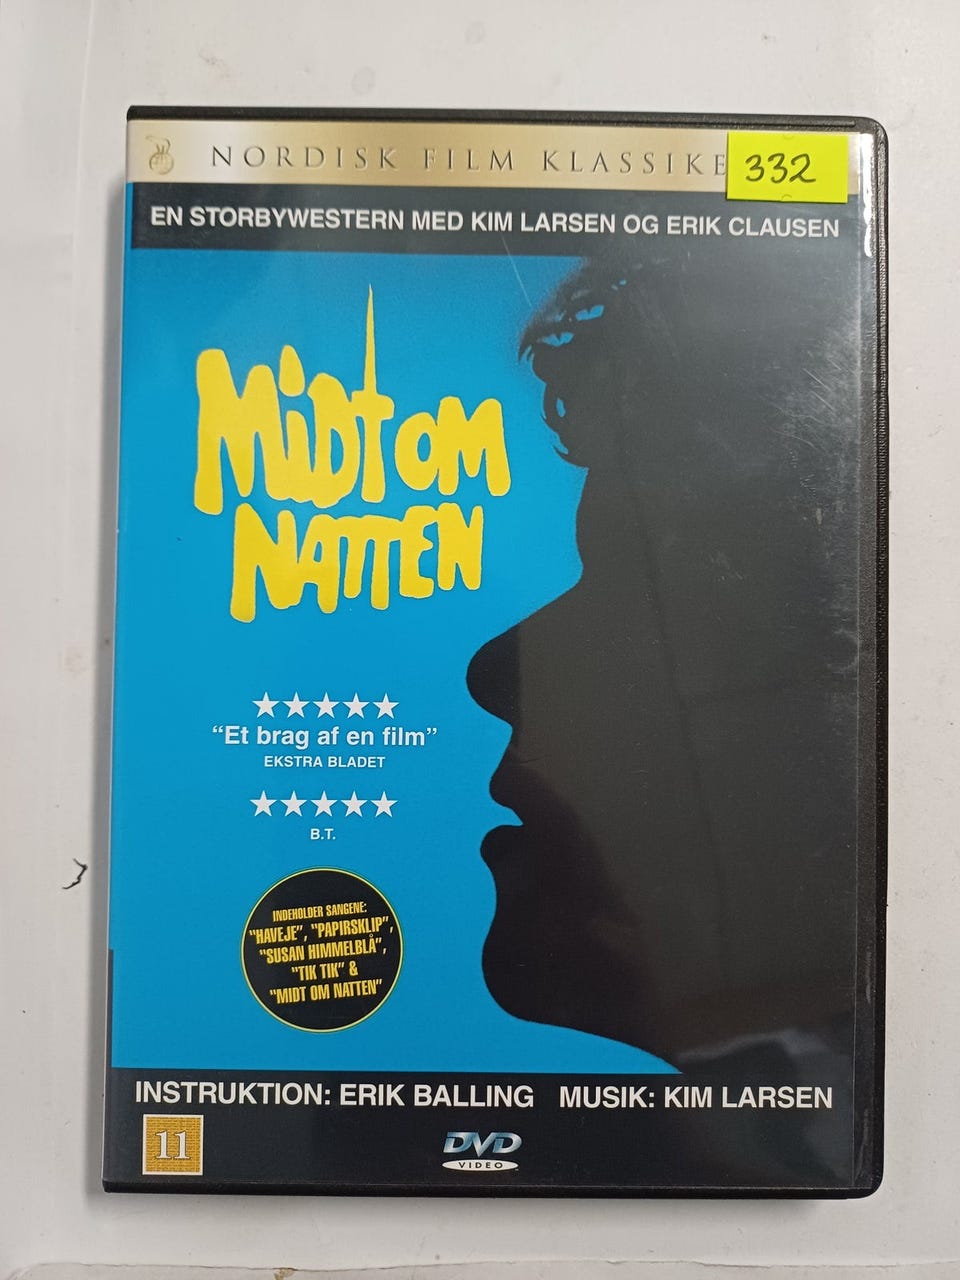 NORDISK FILM KLASSIKE
332
EN STORBYWESTERN MED KIM LARSEN OG ERIK CLAUSEN
MIDT OM
NATTEN
“Et brag af en film”
EKSTRA BLADET
B.T.
INDEHOLDER SANGENE:
"HAVEJE", "PAPIRSKLIP",
"SUSAN HIMMELBLÅ",
"TIK TIK" &
"MIDT OM NATTEN"
INSTRUKTION: ERIK BALLING MUSIK: KIM LARSEN
11
DVD
VIDEO